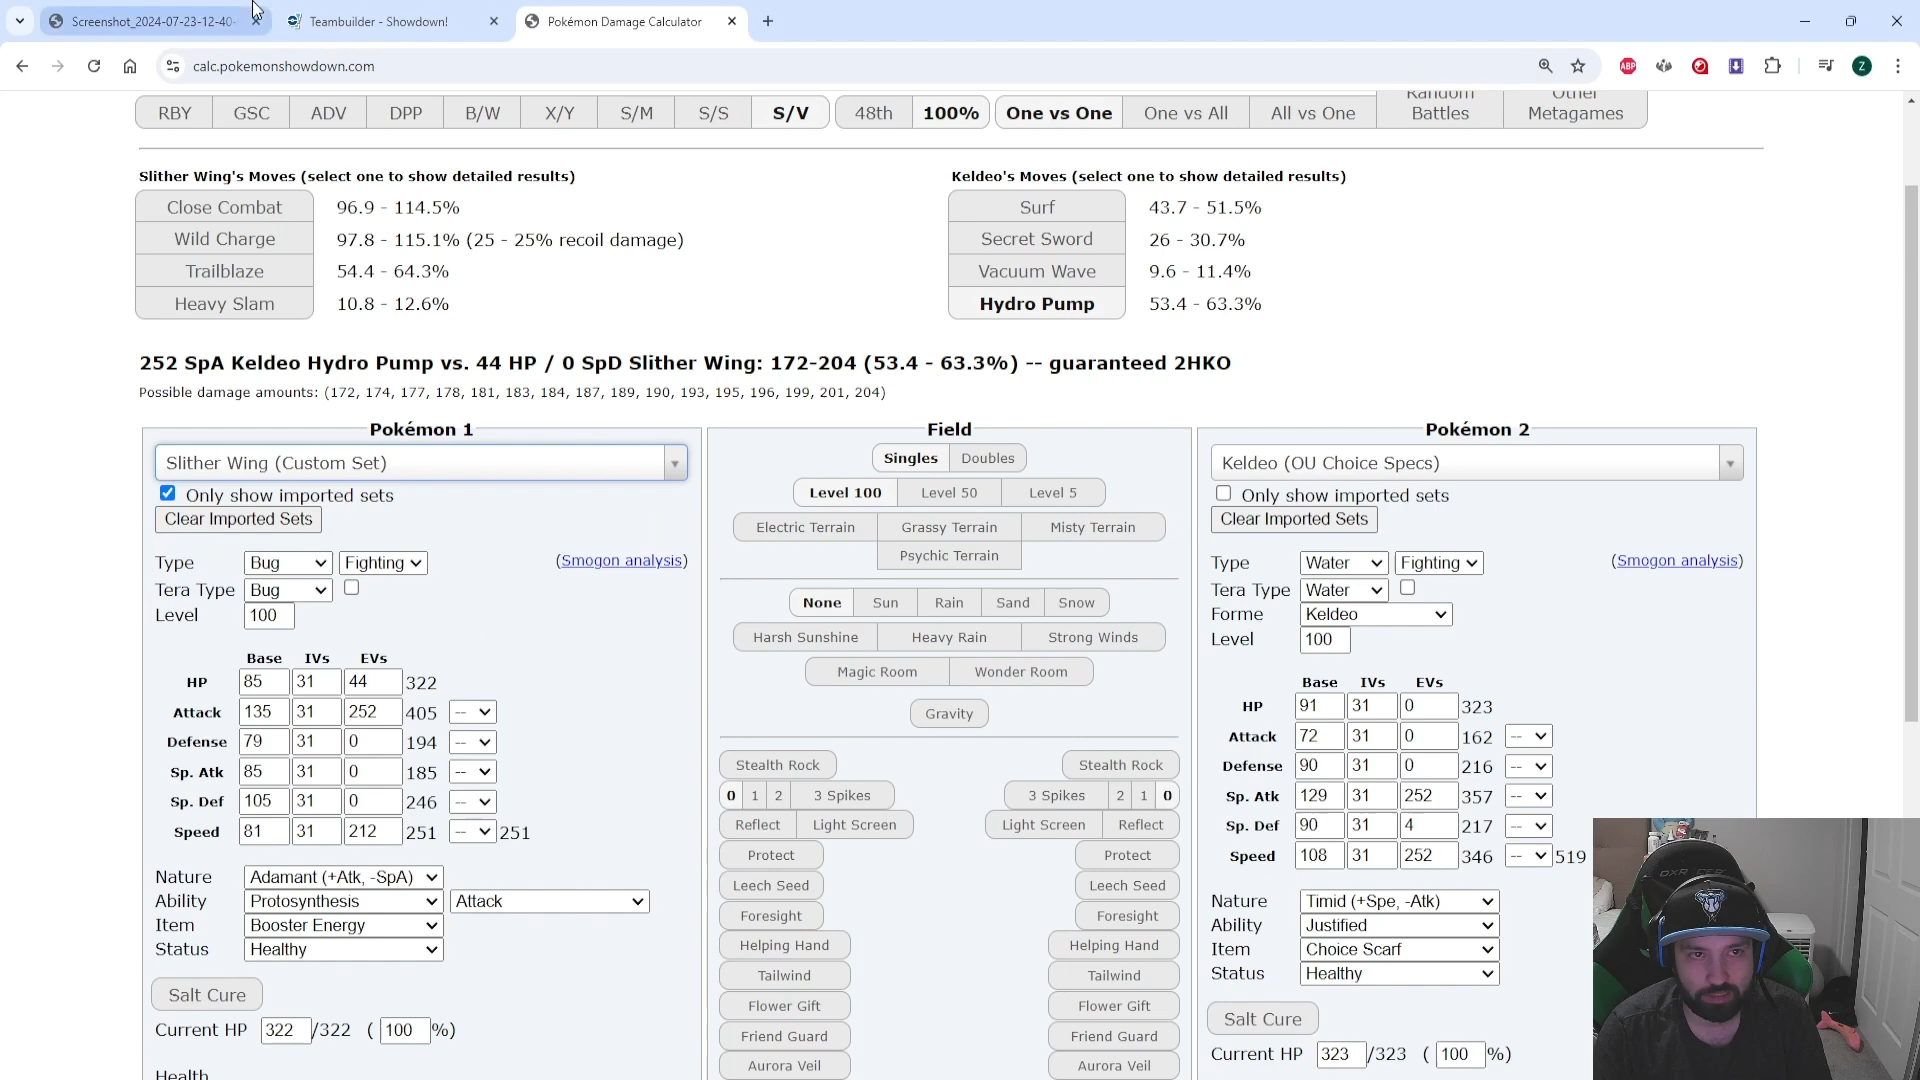 Screenshot_2024-07-23-12-40-
Teambuilder - Showdown!
Pokémon Damage Calculator
calc.pokemonshowdown.com
ABP
Z
RBY GSC ADV DPP B/W X/Y S/M S/S S/V 48th 100% One vs One One vs All All vs One Random Battles Other Metagames
Slither Wing's Moves (select one to show detailed results)
Close Combat 96.9 - 114.5%
Wild Charge 97.8 - 115.1% (25 - 25% recoil damage)
Trailblaze 54.4 - 64.3%
Heavy Slam 10.8 - 12.6%
Keldeo's Moves (select one to show detailed results)
Surf 43.7 - 51.5%
Secret Sword 26 - 30.7%
Vacuum Wave 9.6 - 11.4%
Hydro Pump 53.4 - 63.3%
252 SpA Keldeo Hydro Pump vs. 44 HP / 0 SpD Slither Wing: 172-204 (53.4 - 63.3%) -- guaranteed 2HKO
Possible damage amounts: (172, 174, 177, 178, 181, 183, 184, 187, 189, 190, 193, 195, 196, 199, 201, 204)
Pokémon 1
Slither Wing (Custom Set)
Only show imported sets
Clear Imported Sets
Type Bug Fighting (Smogon analysis)
Tera Type Bug
Level 100
Base IVs EVs
HP 85 31 44 322
Attack 135 31 252 405 --
Defense 79 31 0 194 --
Sp. Atk 85 31 0 185 --
Sp. Def 105 31 0 246 --
Speed 81 31 212 251 -- 251
Nature Adamant (+Atk, -SpA)
Ability Protosynthesis Attack
Item Booster Energy
Status Healthy
Salt Cure
Current HP 322 /322 ( 100 %)
Health
Field
Singles Doubles
Level 100 Level 50 Level 5
Electric Terrain Grassy Terrain Misty Terrain
Psychic Terrain
None Sun Rain Sand Snow
Harsh Sunshine Heavy Rain Strong Winds
Magic Room Wonder Room
Gravity
Stealth Rock Stealth Rock
0 1 2 3 Spikes 3 Spikes 2 1 0
Reflect Light Screen Light Screen Reflect
Protect Protect
Leech Seed Leech Seed
Foresight Foresight
Helping Hand Helping Hand
Tailwind Tailwind
Flower Gift Flower Gift
Friend Guard Friend Guard
Aurora Veil Aurora Veil
Pokémon 2
Keldeo (OU Choice Specs)
Only show imported sets
Clear Imported Sets
Type Water Fighting (Smogon analysis)
Tera Type Water
Forme Keldeo
Level 100
Base IVs EVs
HP 91 31 0 323
Attack 72 31 0 162 --
Defense 90 31 0 216 --
Sp. Atk 129 31 252 357 --
Sp. Def 90 31 4 217 --
Speed 108 31 252 346 -- 519
Nature Timid (+Spe, -Atk)
Ability Justified
Item Choice Scarf
Status Healthy
Salt Cure
Current HP 323 /323 ( 100 %)